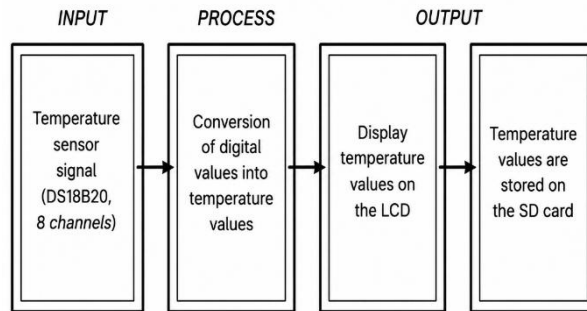 INPUT
PROCESS
OUTPUT
Temperature
sensor
signal
(DS18B20,
8 channels)
Conversion
of digital
values into
temperature
values
Display
temperature
values on
the LCD
Temperature
values are
stored on
the SD card